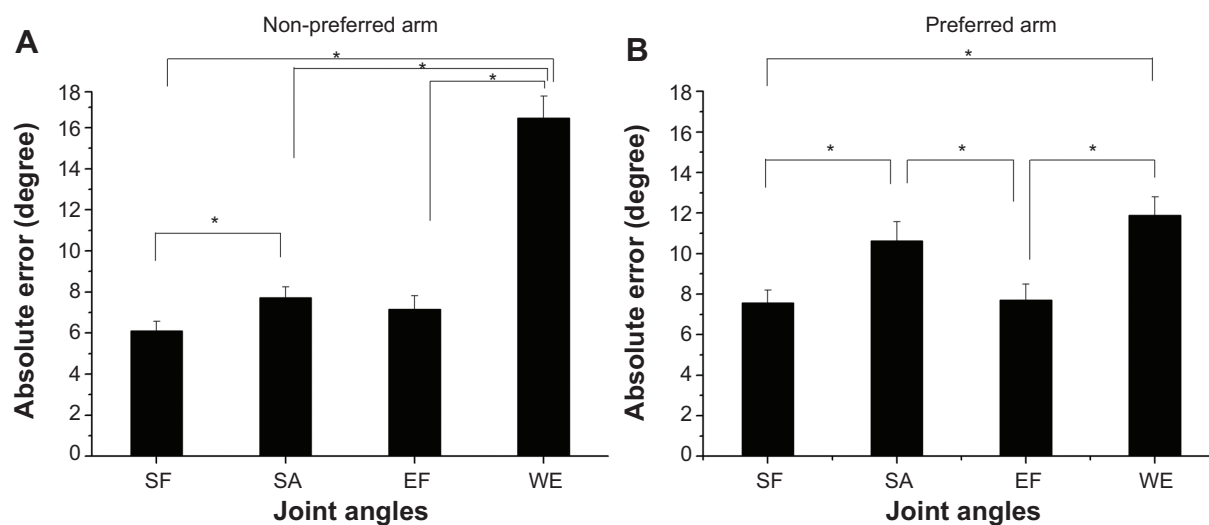 A
Non-preferred arm
*
*
*
*
Absolute error (degree)
18
16
14
12
10
8
6
4
2
0
SF SA EF WE
Joint angles
B
Preferred arm
*
*
*
*
Absolute error (degree)
18
16
14
12
10
8
6
4
2
0
SF SA EF WE
Joint angles